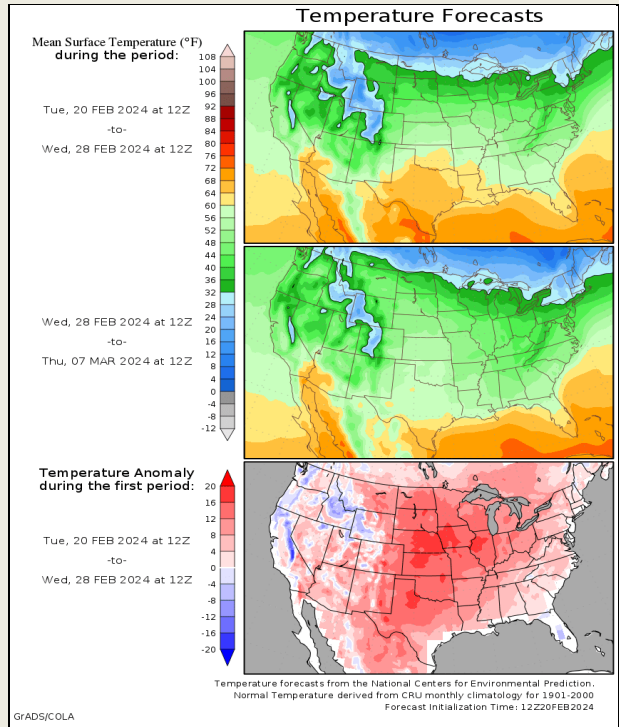 Temperature Forecasts
Mean Surface Temperature (°F)
during the period:
108
104
100
96
92
88
84
80
76
72
68
64
60
56
52
48
44
40
36
32
28
24
20
16
12
8
4
0
-4
-8
-12
Tue, 20 FEB 2024 at 12Z
-to-
Wed, 28 FEB 2024 at 12Z
Wed, 28 FEB 2024 at 12Z
-to-
Thu, 07 MAR 2024 at 12Z
Temperature Anomaly
during the first period:
20
16
12
8
4
0
-4
-8
-12
-16
-20
Tue, 20 FEB 2024 at 12Z
-to-
Wed, 28 FEB 2024 at 12Z
Temperature forecasts from the National Centers for Environmental Prediction.
Normal Temperature derived from CRU monthly climatology for 1901-2000
Forecast Initialization Time: 12Z20FEB2024
GrADS/COLA